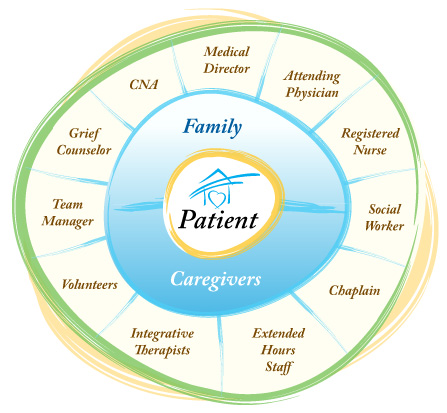 Medical
Director
Attending
Physician
Registered
Nurse
Social
Worker
Chaplain
Extended
Hours
Staff
Integrative
Therapists
Volunteers
Team
Manager
Grief
Counselor
CNA
Family
Patient
Caregivers